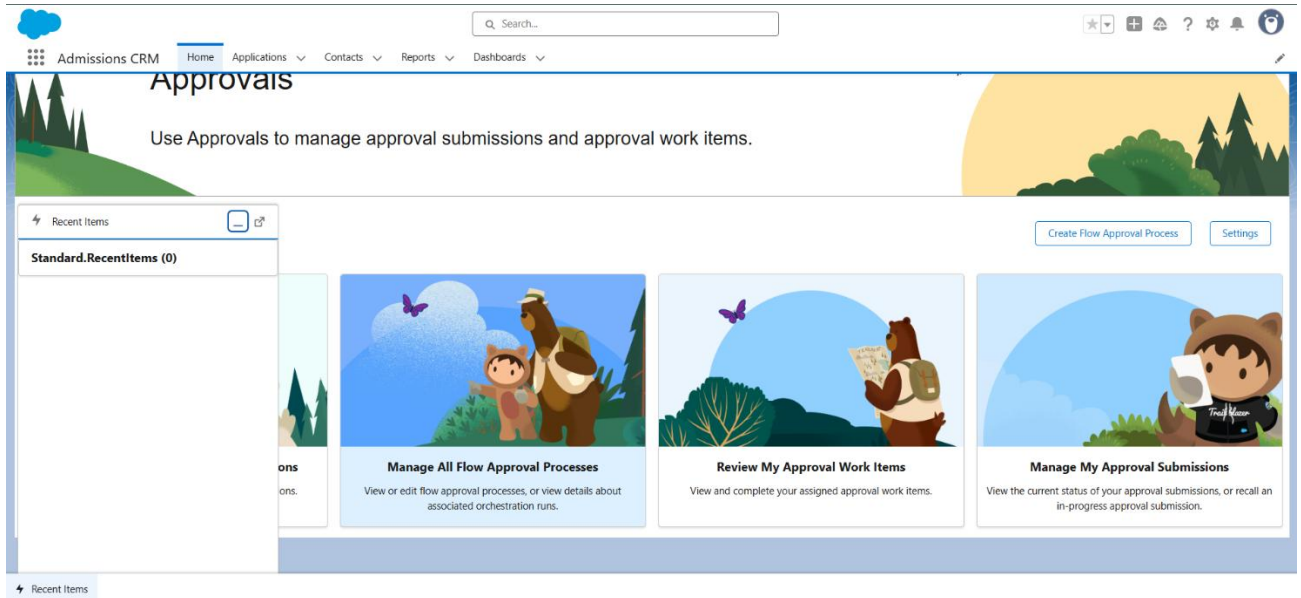 Search...
Admissions CRM
Home
Applications
Contacts
Reports
Dashboards
Approvals
Use Approvals to manage approval submissions and approval work items.
Recent Items
Standard.RecentItems (0)
Create Flow Approval Process
Settings
ons
ons.
Manage All Flow Approval Processes
View or edit flow approval processes, or view details about
associated orchestration runs.
Review My Approval Work Items
View and complete your assigned approval work items.
Trailblazer
Manage My Approval Submissions
View the current status of your approval submissions, or recall an
in-progress approval submission.
Recent Items